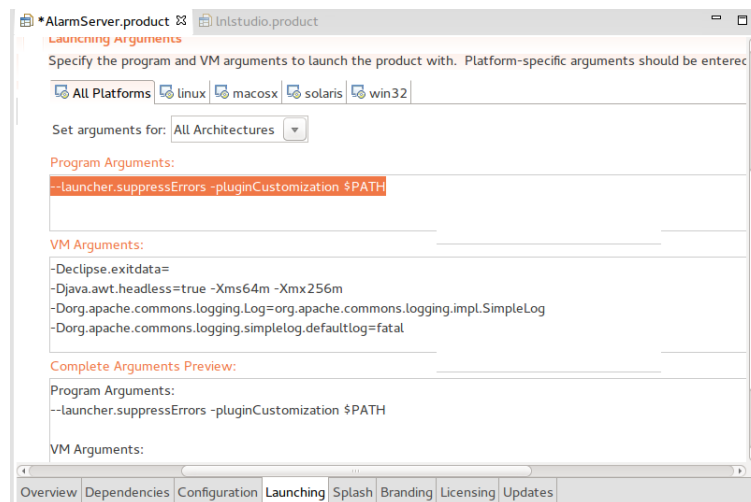 *AlarmServer.product
lnlstudio.product
Launching Arguments
Specify the program and VM arguments to launch the product with. Platform-specific arguments should be entered
All Platforms linux macosx solaris win32
Set arguments for: All Architectures
Program Arguments:
--launcher.suppressErrors -pluginCustomization $PATH
VM Arguments:
-Declipse.exitdata=
-Djava.awt.headless=true -Xms64m -Xmx256m
-Dorg.apache.commons.logging.Log=org.apache.commons.logging.impl.SimpleLog
-Dorg.apache.commons.logging.simplelog.defaultlog=fatal
Complete Arguments Preview:
Program Arguments:
--launcher.suppressErrors -pluginCustomization $PATH
VM Arguments:
Overview Dependencies Configuration Launching Splash Branding Licensing Updates